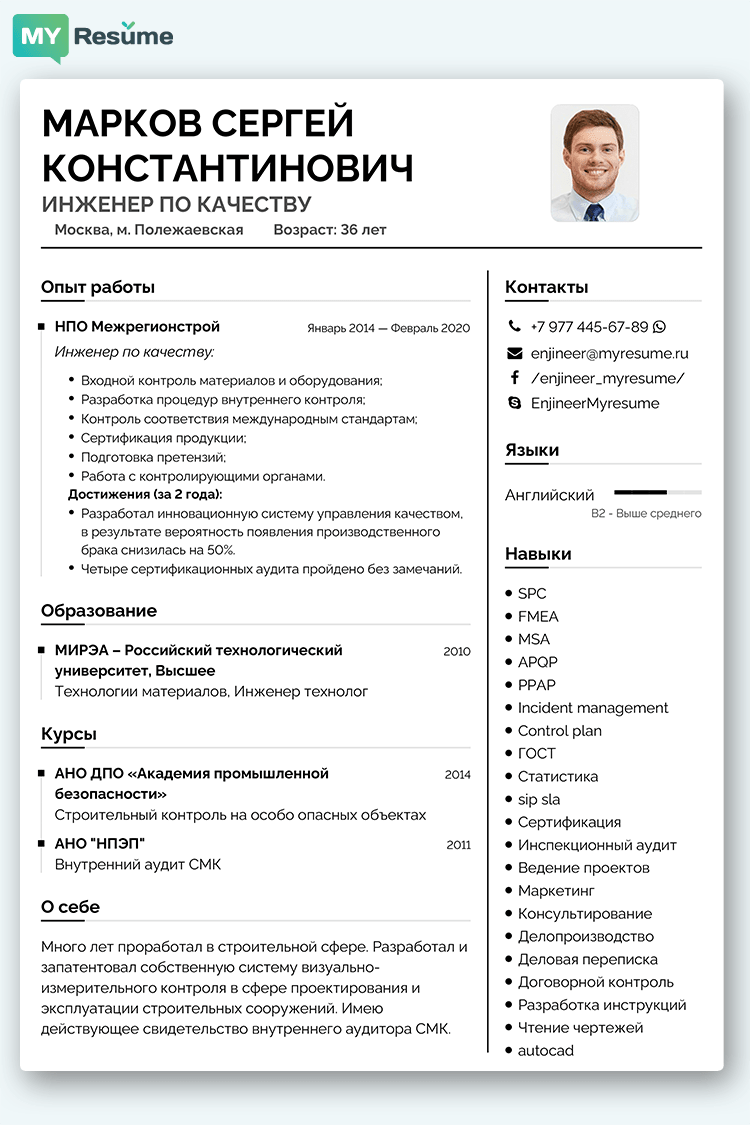 MY Resume
МАРКОВ СЕРГЕЙ
КОНСТАНТИНОВИЧ
ИНЖЕНЕР ПО КАЧЕСТВУ
Москва, м. Полежаевская Возраст: 36 лет
Опыт работы
НПО Межрегионстрой Январь 2014 — Февраль 2020
Инженер по качеству:
• Входной контроль материалов и оборудования;
• Разработка процедур внутреннего контроля;
• Контроль соответствия международным стандартам;
• Сертификация продукции;
• Подготовка претензий;
• Работа с контролирующими органами.
Достижения (за 2 года):
• Разработал инновационную систему управления качеством,
в результате вероятность появления производственного
брака снизилась на 50%.
• Четыре сертификационных аудита пройдено без замечаний.
Образование
МИРЭА – Российский технологический 2010
университет, Высшее
Технологии материалов, Инженер технолог
Курсы
АНО ДПО «Академия промышленной 2014
безопасности»
Строительный контроль на особо опасных объектах
АНО "НПЭП" 2011
Внутренний аудит СМК
О себе
Много лет проработал в строительной сфере. Разработал и
запатентовал собственную систему визуально-
измерительного контроля в сфере проектирования и
эксплуатации строительных сооружений. Имею
действующее свидетельство внутреннего аудитора СМК.
Контакты
+7 977 445-67-89
enjineer@myresume.ru
/enjineer_myresume/
EnjineerMyresume
Языки
Английский
B2 - Выше среднего
Навыки
• SPC
• FMEA
• MSA
• APQP
• PPAP
• Incident management
• Control plan
• ГОСТ
• Статистика
• sip sla
• Сертификация
• Инспекционный аудит
• Ведение проектов
• Маркетинг
• Консультирование
• Делопроизводство
• Деловая переписка
• Договорной контроль
• Разработка инструкций
• Чтение чертежей
• autocad